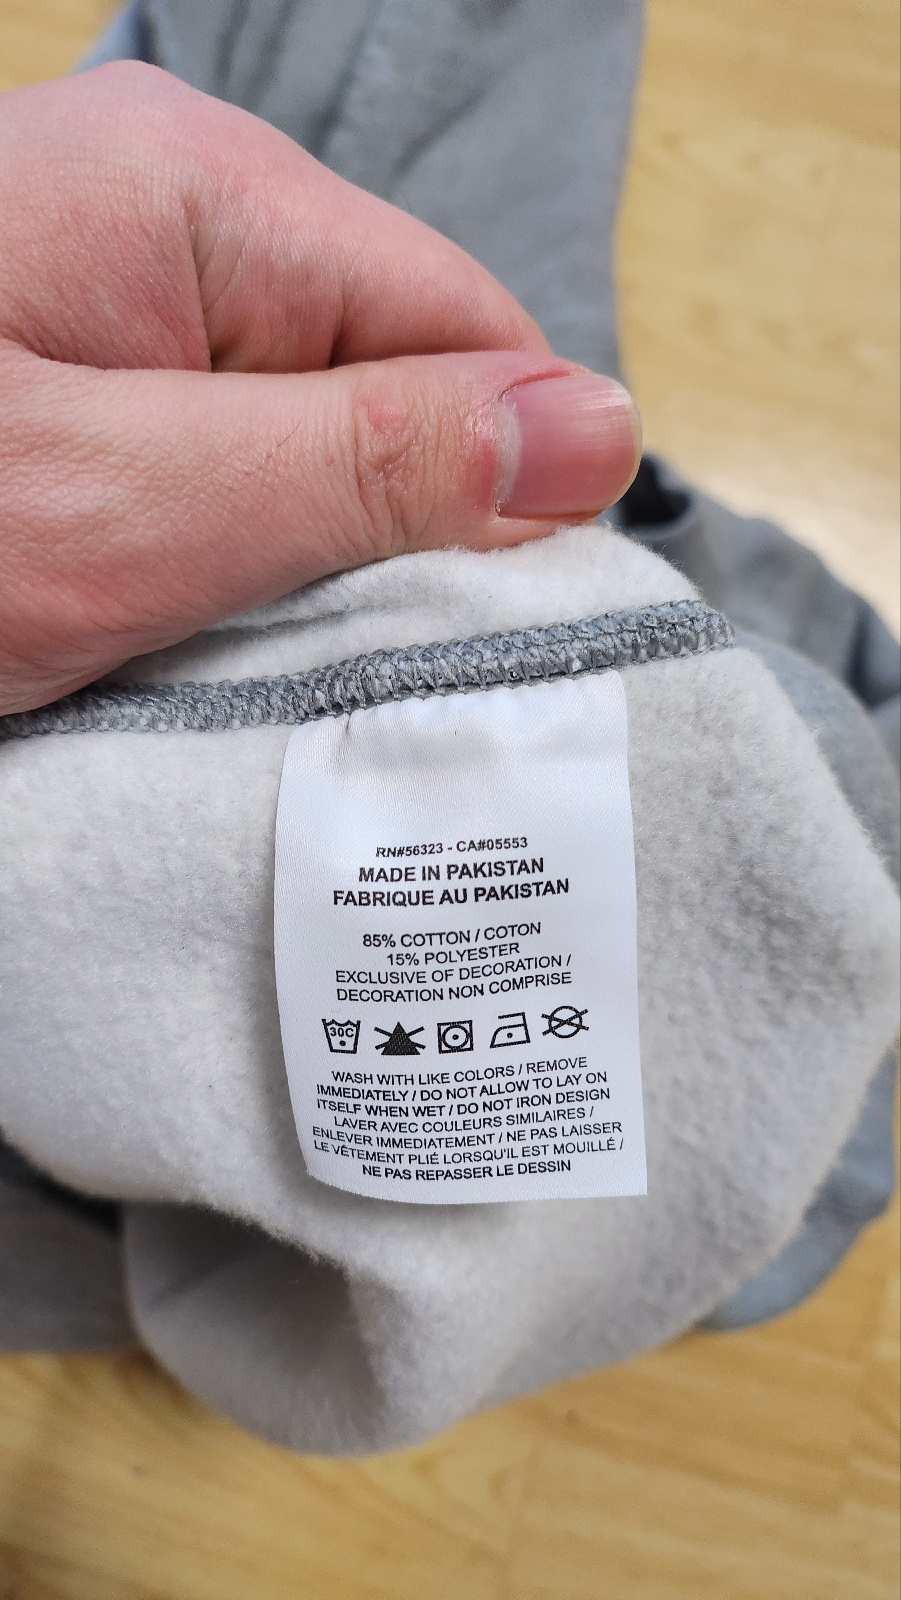 RN#56323 - CA#05553
MADE IN PAKISTAN
FABRIQUE AU PAKISTAN
85% COTTON / COTON
15% POLYESTER
EXCLUSIVE OF DECORATION /
DECORATION NON COMPRISE
30C
WASH WITH LIKE COLORS / REMOVE
IMMEDIATELY / DO NOT ALLOW TO LAY ON
ITSELF WHEN WET / DO NOT IRON DESIGN
LAVER AVEC COULEURS SIMILAIRES /
ENLEVER IMMEDIATEMENT / NE PAS LAISSER
LE VÊTEMENT PLIÉ LORSQU'IL EST MOUILLÉ /
NE PAS REPASSER LE DESSIN